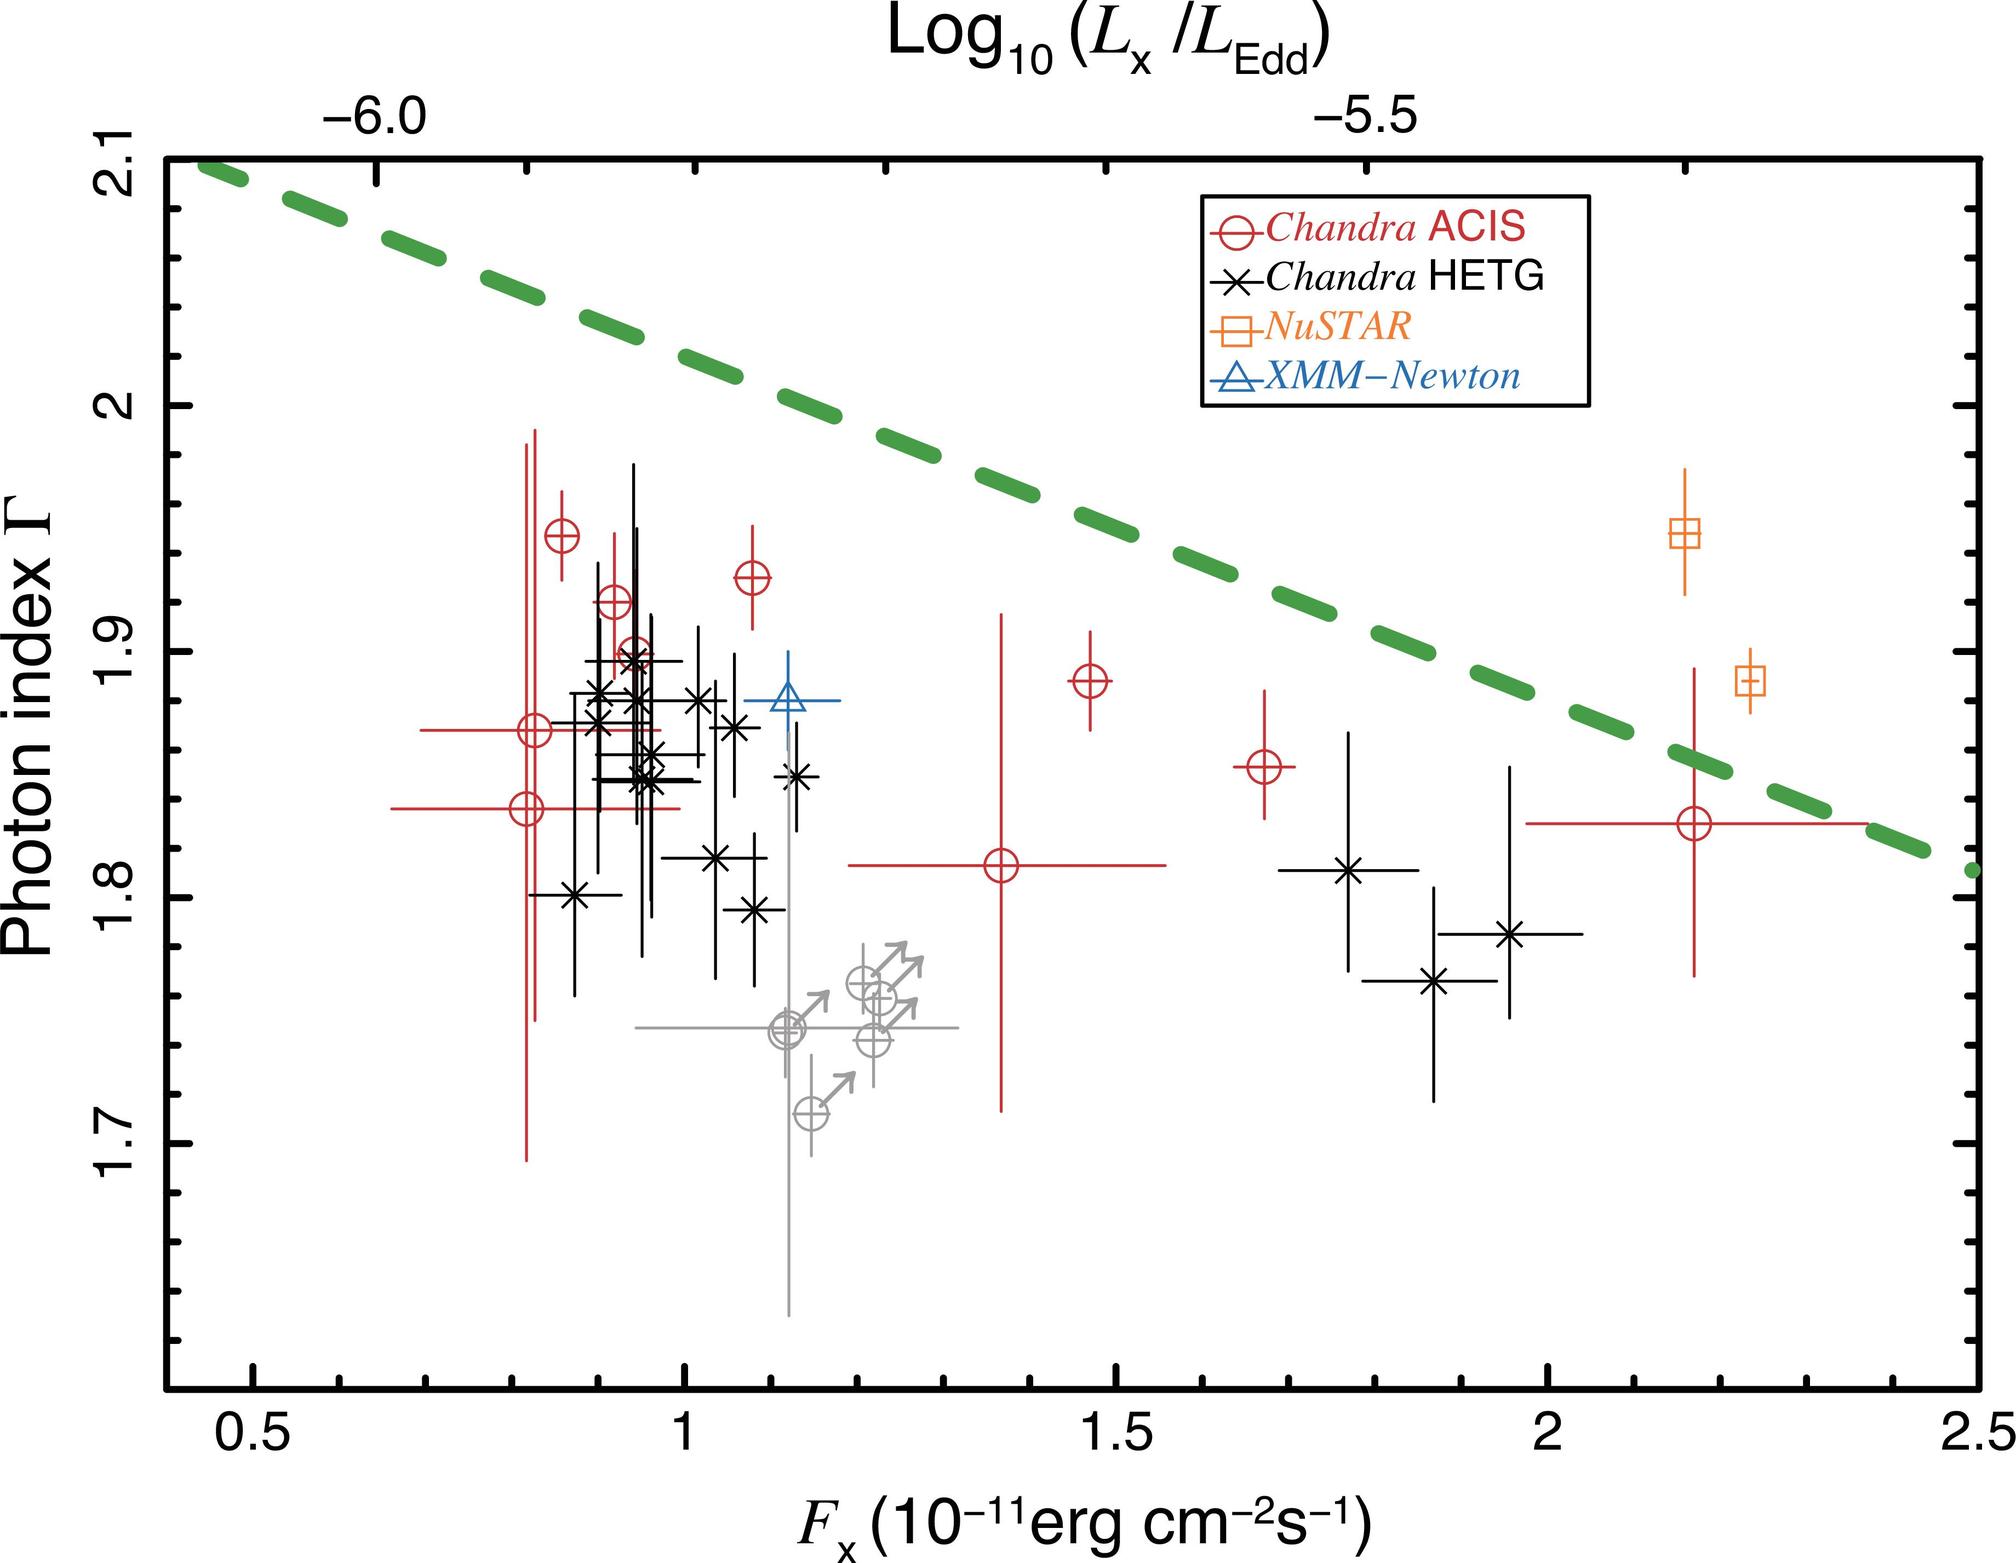 Log10 (Lx /LEdd)
−6.0 −5.5
2.1
2
1.9
1.8
1.7
Photon index Γ
Chandra ACIS
Chandra HETG
NuSTAR
XMM−Newton
0.5 1 1.5 2 2.5
Fx (10−11erg cm−2s−1)